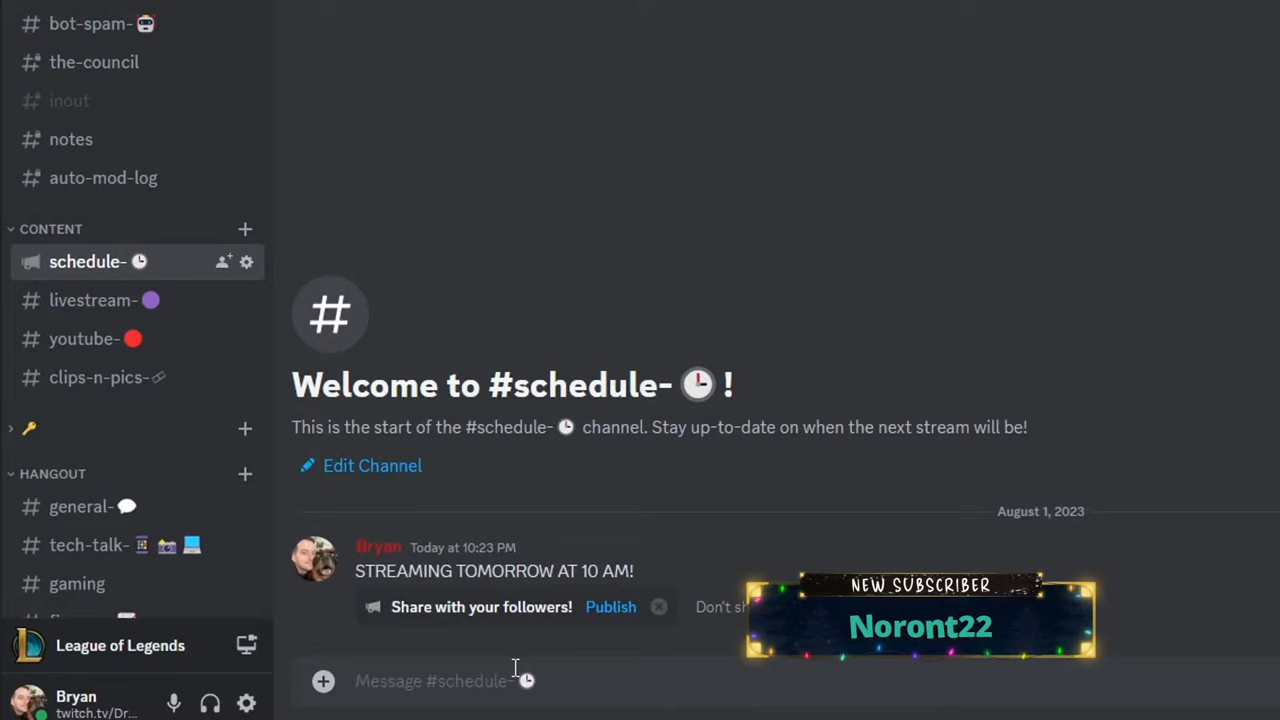 bot-spam-
the-council
inout
notes
auto-mod-log
CONTENT
schedule-
livestream-
youtube-
clips-n-pics-
HANGOUT
general-
tech-talk-
gaming
League of Legends
Bryan
twitch.tv/Dr...
Welcome to #schedule- !
This is the start of the #schedule- channel. Stay up-to-date on when the next stream will be!
Edit Channel
August 1, 2023
Bryan Today at 10:23 PM
STREAMING TOMORROW AT 10 AM!
Share with your followers! Publish Don't sh
NEW SUBSCRIBER
Noront22
Message #schedule-